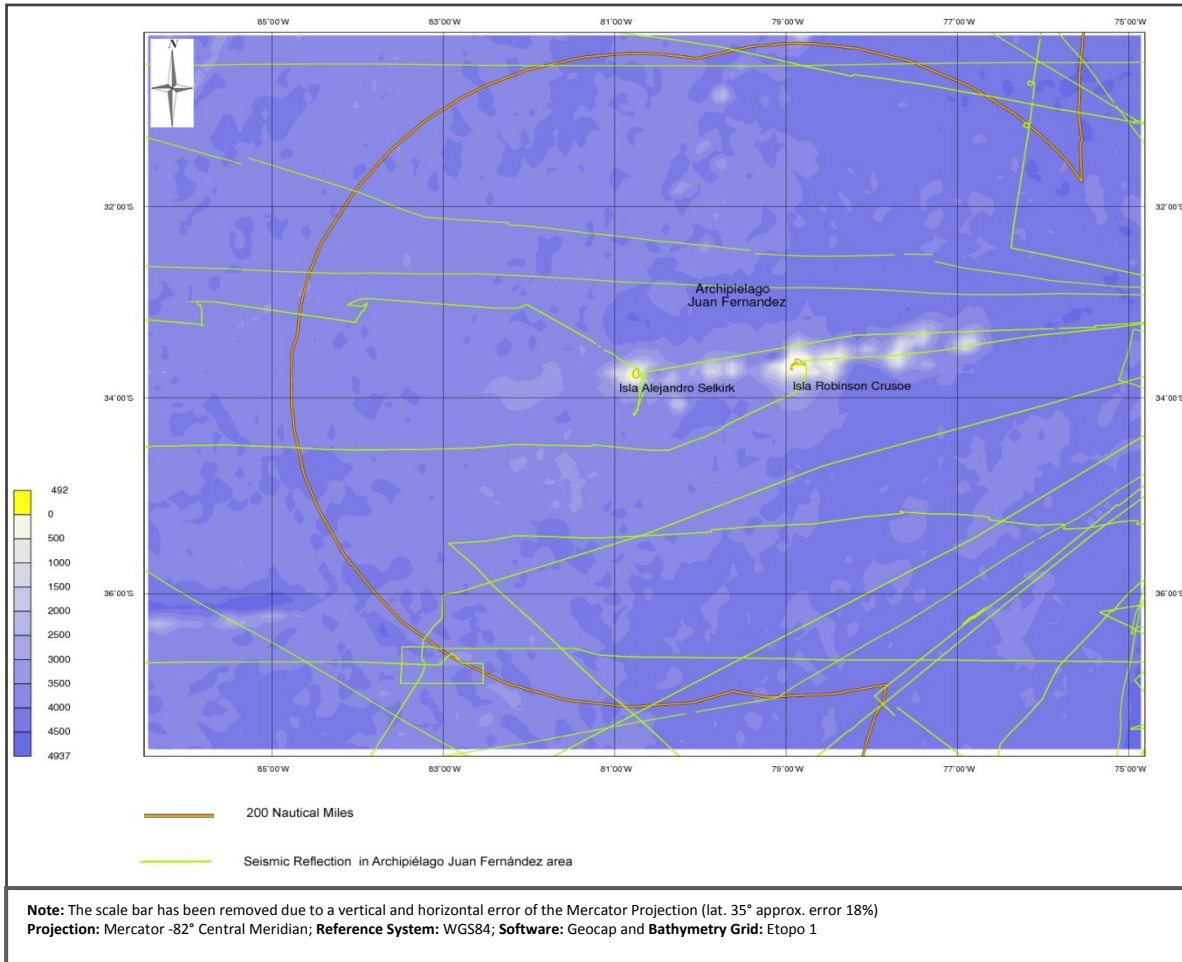 85°00'W 83°00'W 81°00'W 79°00'W 77°00'W 75°00'W
N
32°00'S 32°00'S
Archipielago
Juan Fernandez
Isla Alejandro Selkirk Isla Robinson Crusoe
34°00'S 34°00'S
492
0
500
1000
1500
2000
2500
3000
3500
4000
4500
4937
36°00'S 36°00'S
85°00'W 83°00'W 81°00'W 79°00'W 77°00'W 75°00'W
200 Nautical Miles
Seismic Reflection in Archipiélago Juan Fernández area
Note: The scale bar has been removed due to a vertical and horizontal error of the Mercator Projection (lat. 35° approx. error 18%)
Projection: Mercator -82° Central Meridian; Reference System: WGS84; Software: Geocap and Bathymetry Grid: Etopo 1